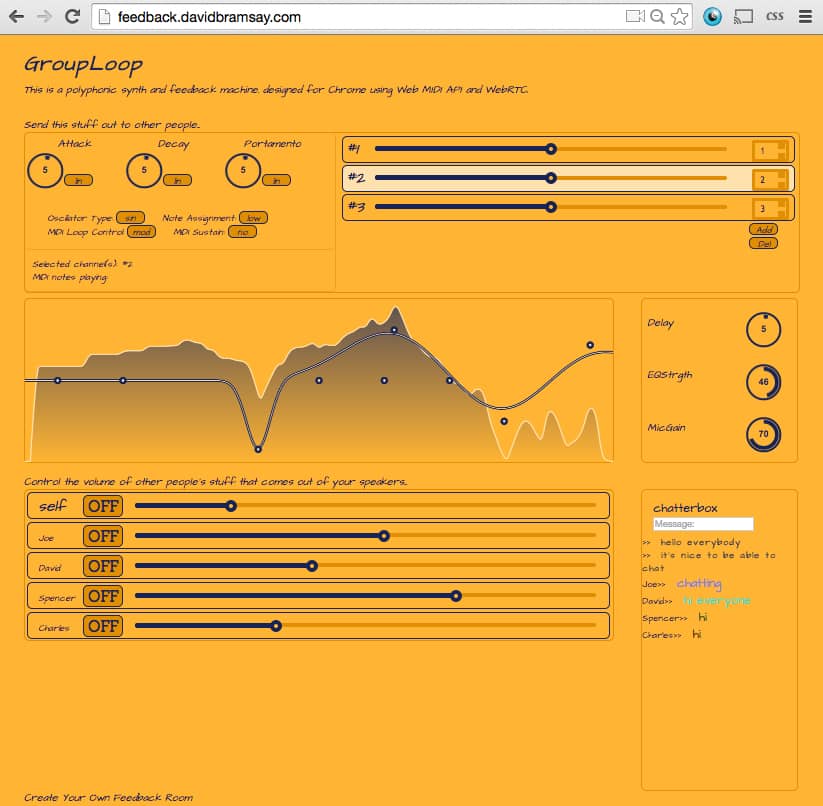 feedback.davidbramsay.com
CSS
GroupLoop
This is a polyphonic synth and feedback machine, designed for Chrome using Web MIDI API and WebRTC.
Send this stuff out to other people...
Attack Decay Portamento
5 in 5 in 5 in
Oscillator Type: sin Note Assignment: low
MIDI Loop Control: mod MIDI Sustain: no
Selected channel(s): #2
MIDI notes playing:
#1 1
#2 2
#3 3
Add
Del
Delay 5
EQStrgth 46
MicGain 70
Control the volume of other people's stuff that comes out of your speakers...
self OFF
Joe OFF
David OFF
Spencer OFF
Charles OFF
chatterbox
Message:
>> hello everybody
>> it's nice to be able to
chat
Joe>> chatting
David>> hi everyone
Spencer>> hi
Charles>> hi
Create Your Own Feedback Room